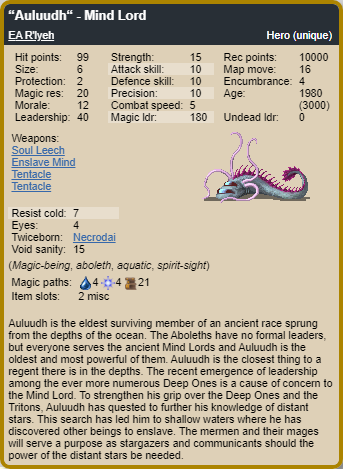 “Auluudh“ - Mind Lord
EA R'lyeh Hero (unique)
Hit points: 99 Strength: 15 Rec points: 10000
Size: 6 Attack skill: 10 Map move: 16
Protection: 2 Defence skill: 10 Encumbrance: 4
Magic res: 20 Precision: 10 Age: 1980
Morale: 12 Combat speed: 5 (3000)
Leadership: 40 Magic ldr: 180 Undead ldr: 0
Weapons:
Soul Leech
Enslave Mind
Tentacle
Tentacle
Resist cold: 7
Eyes: 4
Twiceborn: Necrodai
Void sanity: 15
(Magic-being, aboleth, aquatic, spirit-sight)
Magic paths: 4 4 21
Item slots: 2 misc
Auluudh is the eldest surviving member of an ancient race sprung
from the depths of the ocean. The Aboleths have no formal leaders,
but everyone serves the ancient Mind Lords and Auluudh is the
oldest and most powerful of them. Auluudh is the closest thing to a
regent there is in the depths. The recent emergence of leadership
among the ever more numerous Deep Ones is a cause of concern to
the Mind Lord. To strengthen his grip over the Deep Ones and the
Tritons, Auluudh has quested to further his knowledge of distant
stars. This search has led him to shallow waters where he has
discovered other beings to enslave. The mermen and their mages
will serve a purpose as stargazers and communicants should the
power of the distant stars be needed.